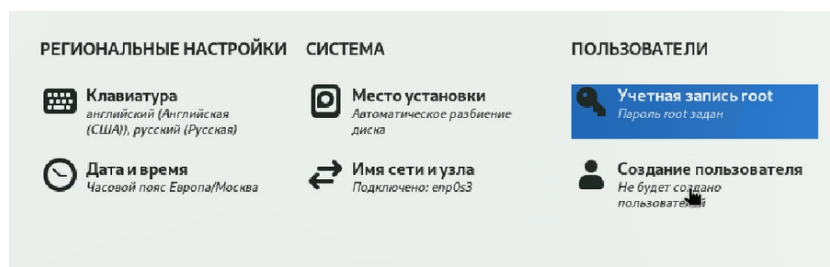 РЕГИОНАЛЬНЫЕ НАСТРОЙКИ
Клавиатура
английский (Английская
(США)), русский (Русская)
Дата и время
Часовой пояс Европа/Москва
СИСТЕМА
Место установки
Автоматическое разбиение
диска
Имя сети и узла
Подключено: enp0s3
ПОЛЬЗОВАТЕЛИ
Учетная запись root
Пароль root задан
Создание пользователя
Не будет создано
пользователей